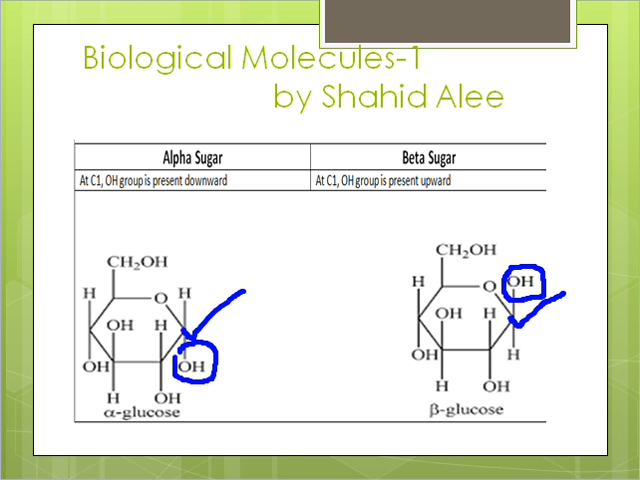 Biological Molecules-1
by Shahid Alee
Alpha Sugar Beta Sugar
At C1, OH group is present downward At C1, OH group is present upward
CH₂OH CH₂OH
H O H H O OH
OH H OH H
OH OH OH H
H OH H OH
α-glucose β-glucose